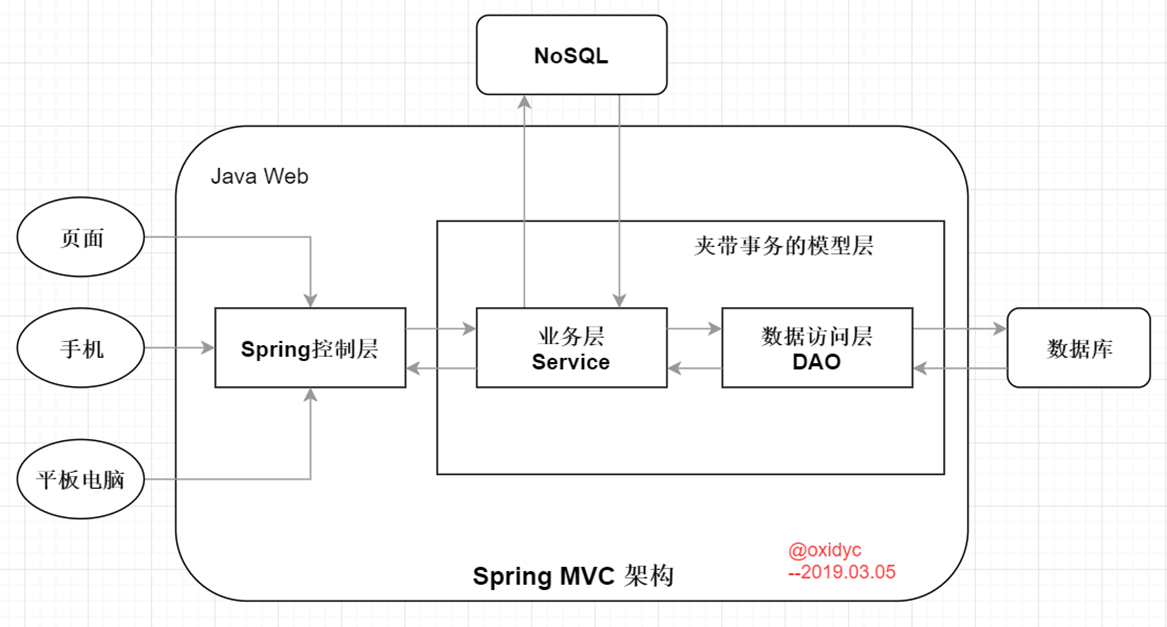 NoSQL
Java Web
页面
夹带事务的模型层
手机
Spring控制层
业务层
Service
数据访问层
DAO
数据库
平板电脑
@oxidyc
--2019.03.05
Spring MVC 架构